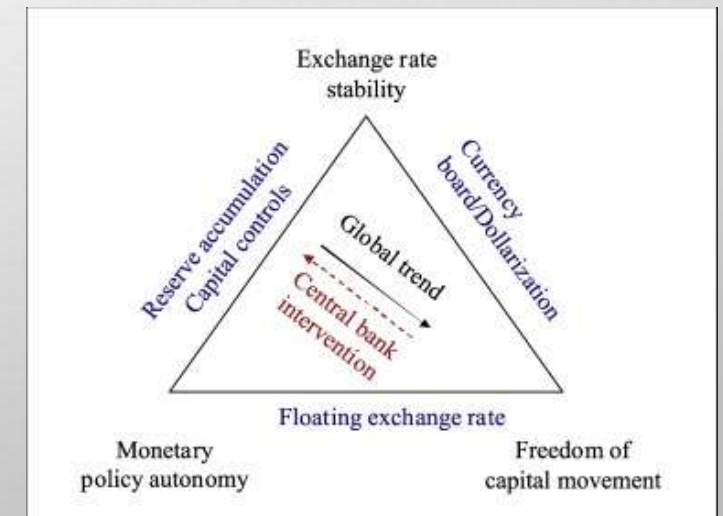 Exchange rate
stability
Reserve accumulation
Capital controls
Currency
board/Dollarization
Global trend
Central bank
intervention
Floating exchange rate
Monetary
policy autonomy
Freedom of
capital movement